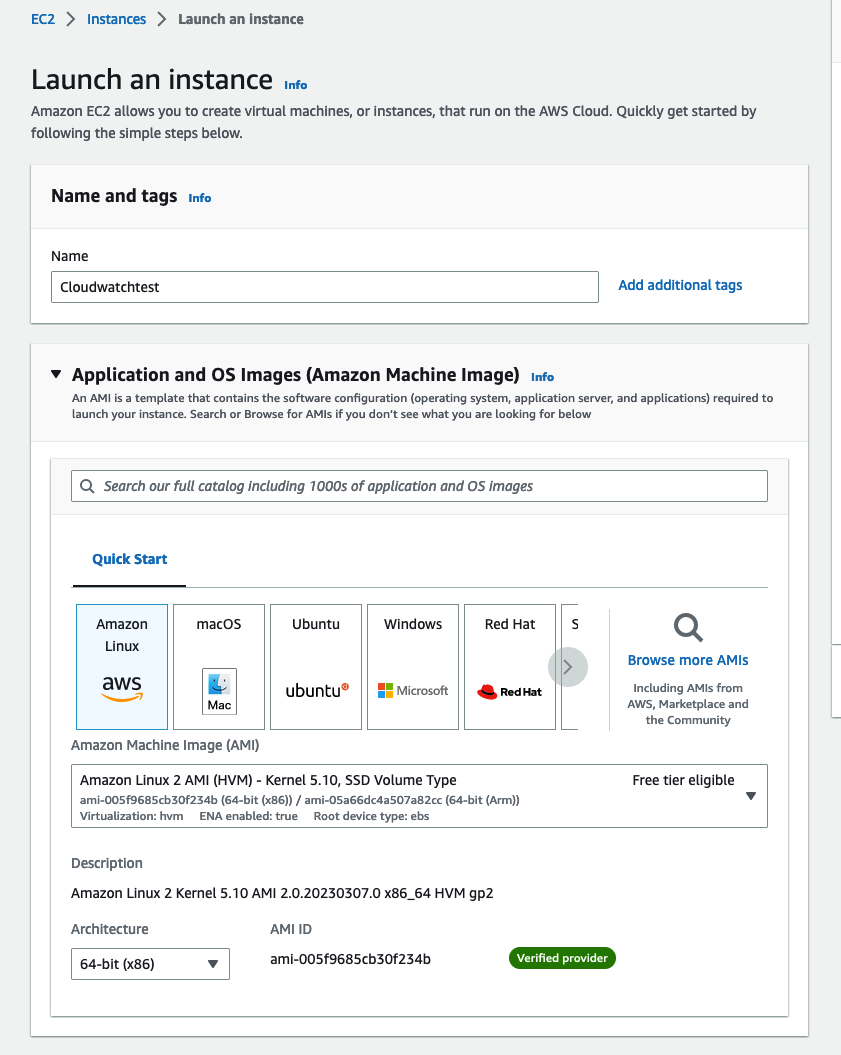 EC2 > Instances > Launch an instance
Launch an instance Info
Amazon EC2 allows you to create virtual machines, or instances, that run on the AWS Cloud. Quickly get started by
following the simple steps below.
Name and tags Info
Name
Cloudwatchtest
Add additional tags
Application and OS Images (Amazon Machine Image) Info
An AMI is a template that contains the software configuration (operating system, application server, and applications) required to
launch your instance. Search or Browse for AMIs if you don’t see what you are looking for below
Search our full catalog including 1000s of application and OS images
Quick Start
Amazon
Linux
aws
macOS
Mac
Ubuntu
ubuntu
Windows
Microsoft
Red Hat
Red Hat
S
Browse more AMIs
Including AMIs from
AWS, Marketplace and
the Community
Amazon Machine Image (AMI)
Amazon Linux 2 AMI (HVM) - Kernel 5.10, SSD Volume Type
Free tier eligible
ami-005f9685cb30f234b (64-bit (x86)) / ami-05a66dc4a507a82cc (64-bit (Arm))
Virtualization: hvm ENA enabled: true Root device type: ebs
Description
Amazon Linux 2 Kernel 5.10 AMI 2.0.20230307.0 x86_64 HVM gp2
Architecture
64-bit (x86)
AMI ID
ami-005f9685cb30f234b
Verified provider